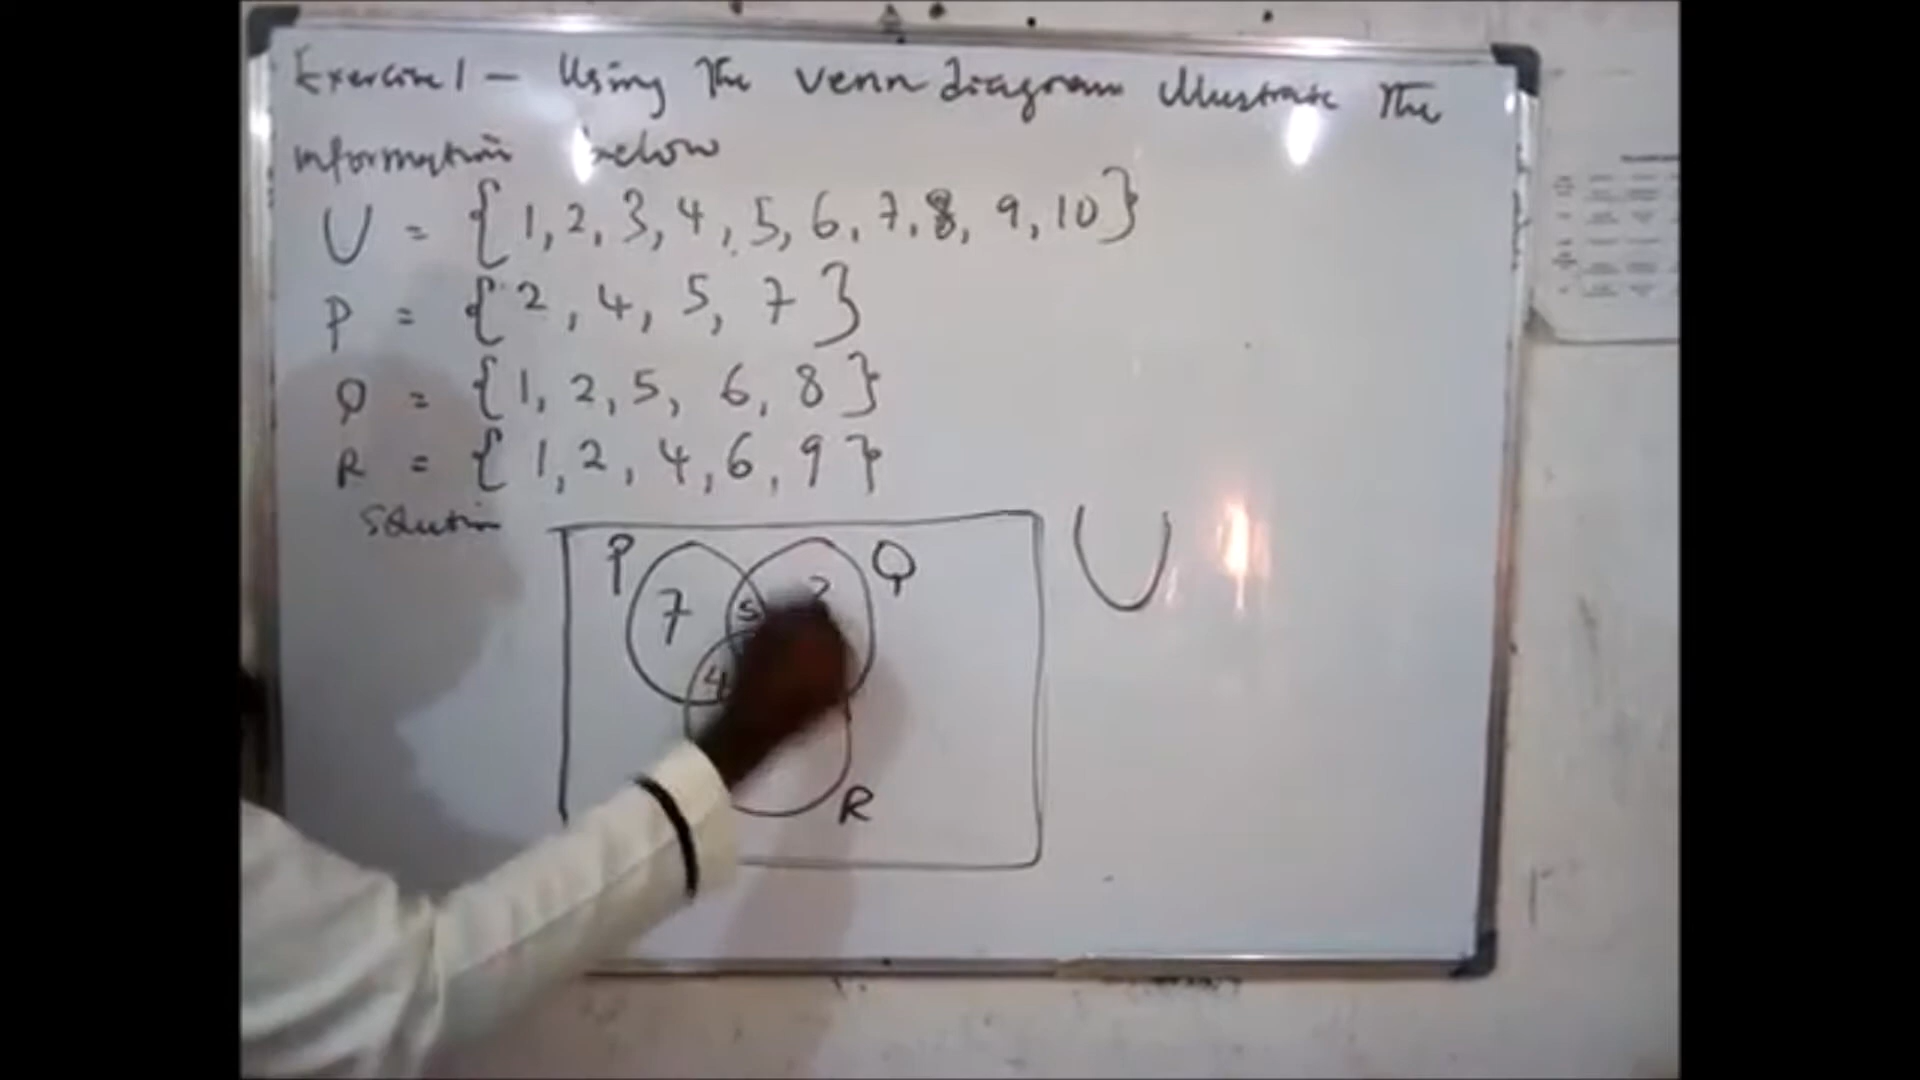 Exercise 1 – Using The Venn diagram illustrate The
information below
U = { 1, 2, 3, 4, 5, 6, 7, 8, 9, 10 }
P = { 2, 4, 5, 7 }
Q = { 1, 2, 5, 6, 8 }
R = { 1, 2, 4, 6, 9 }
Solution
P Q U
7 5
4
R